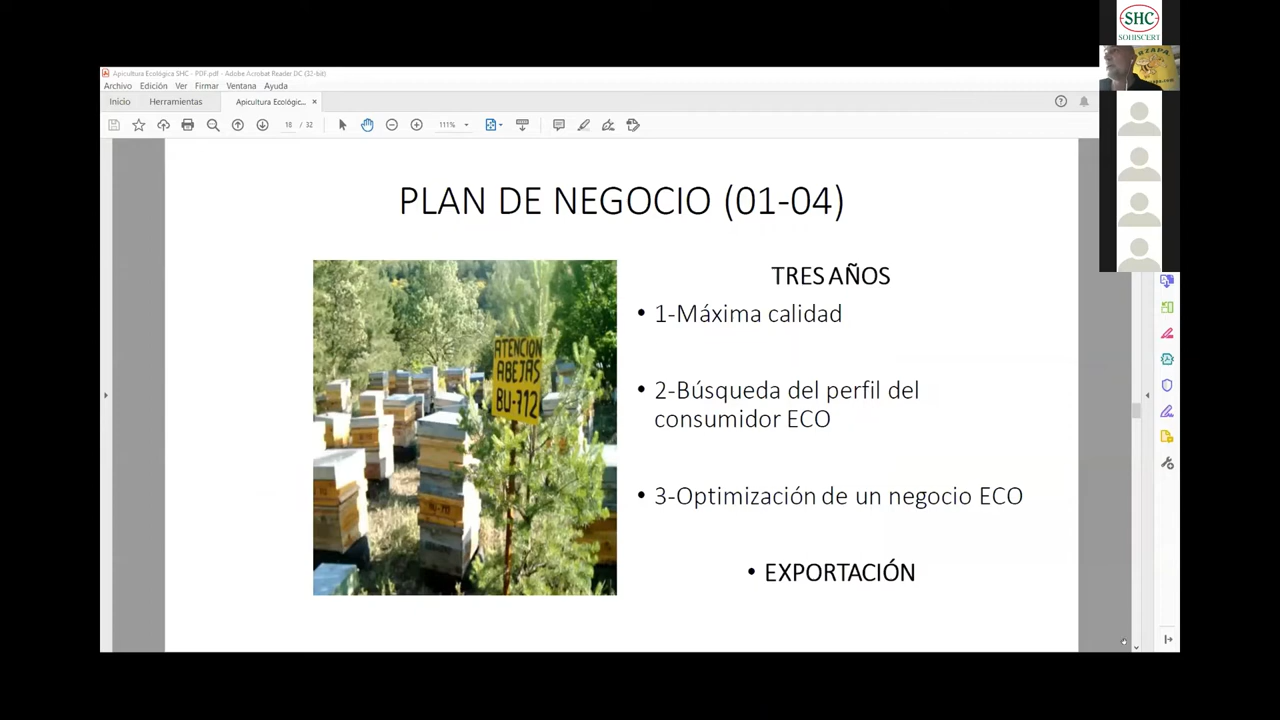 SHC
SOHISCERT
Apicultura Ecológica SHC - PDF.pdf - Adobe Acrobat Reader DC (32-bit)
Archivo Edición Ver Firmar Ventana Ayuda
Inicio Herramientas Apicultura Ecológic... ×
18 / 32 111%
PLAN DE NEGOCIO (01-04)
ATENCION
ABEJAS
BU-712
TRES AÑOS
• 1-Máxima calidad
• 2-Búsqueda del perfil del
consumidor ECO
• 3-Optimización de un negocio ECO
• EXPORTACIÓN